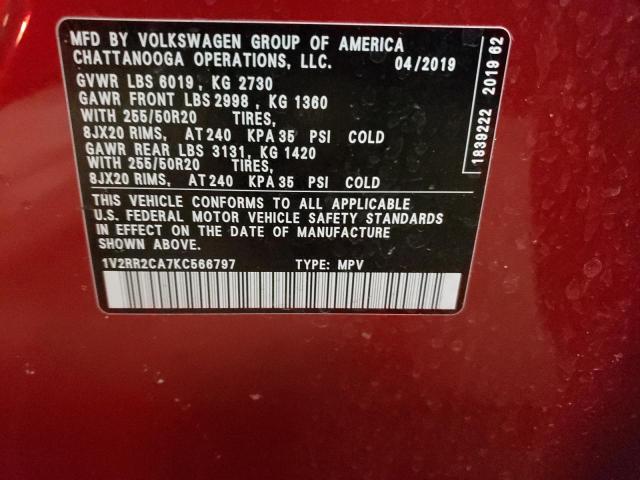 MFD BY VOLKSWAGEN GROUP OF AMERICA
CHATTANOOGA OPERATIONS, LLC. 04/2019
GVWR LBS 6019, KG 2730
GAWR FRONT LBS 2998, KG 1360
WITH 255/50R20 TIRES,
8JX20 RIMS, AT 240 KPA 35 PSI COLD
GAWR REAR LBS 3131, KG 1420
WITH 255/50R20 TIRES,
8JX20 RIMS, AT 240 KPA 35 PSI COLD
THIS VEHICLE CONFORMS TO ALL APPLICABLE
U.S. FEDERAL MOTOR VEHICLE SAFETY STANDARDS
IN EFFECT ON THE DATE OF MANUFACTURE
SHOWN ABOVE.
1V2RR2CA7KC566797 TYPE: MPV
1839222 2019 62